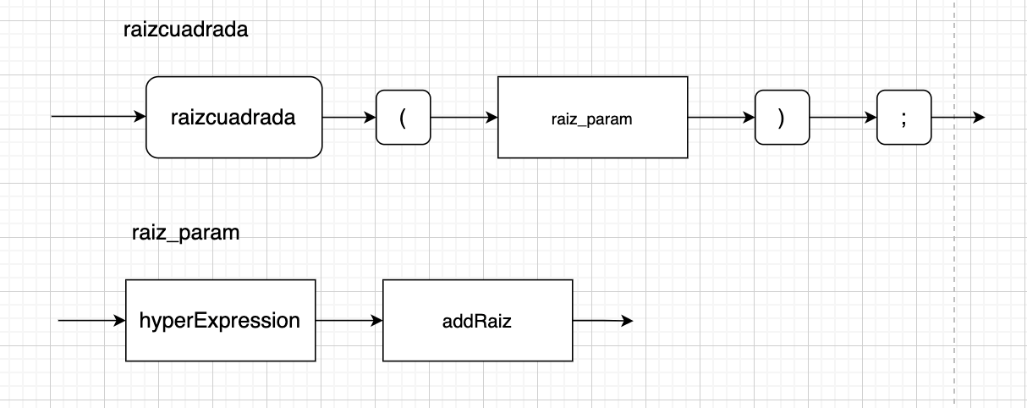 raizcuadrada
raizcuadrada ( raiz_param ) ;
raiz_param
hyperExpression addRaiz